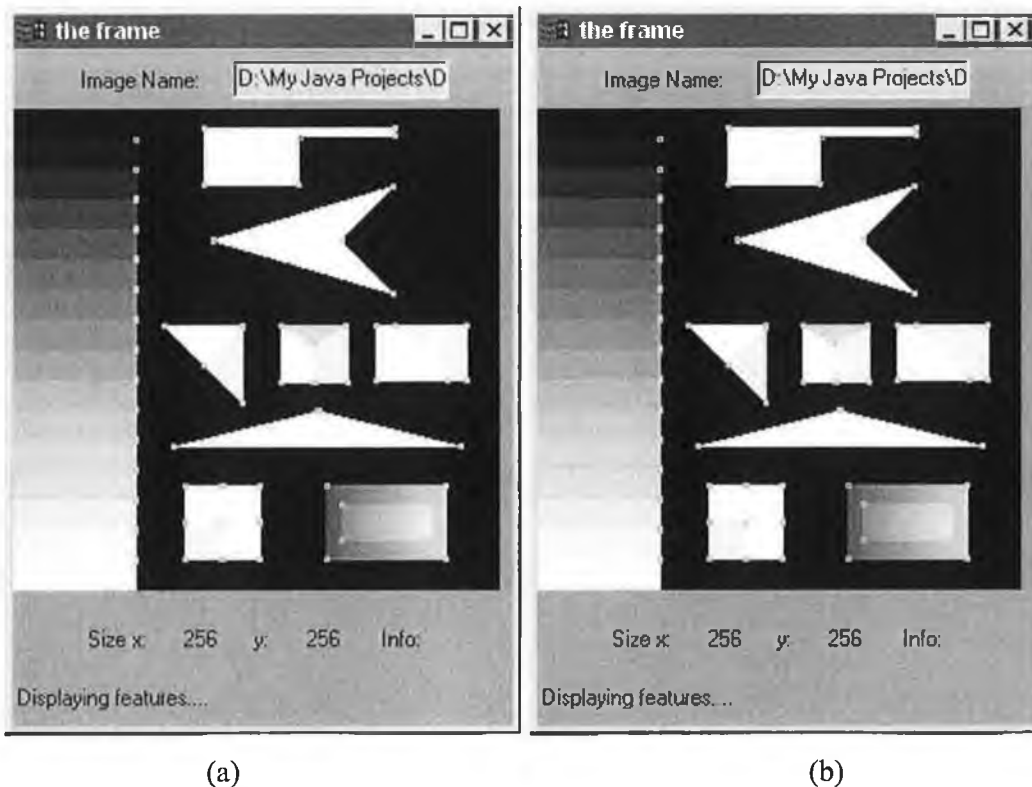 the frame
Image Name: D:\My Java Projects\D
Size x: 256 y: 256 Info:
Displaying features....
(a)
the frame
Image Name: D:\My Java Projects\D
Size x: 256 y: 256 Info:
Displaying features....
(b)